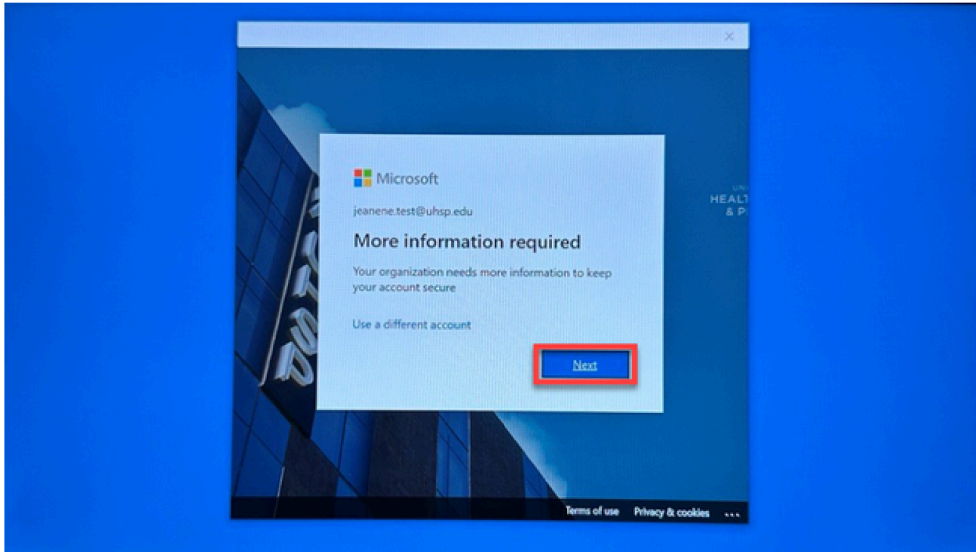 Microsoft
jeanene.test@uhsp.edu
More information required
Your organization needs more information to keep
your account secure
Use a different account
Next
HEALT
& P
USTLCOP
Terms of use
Privacy & cookies